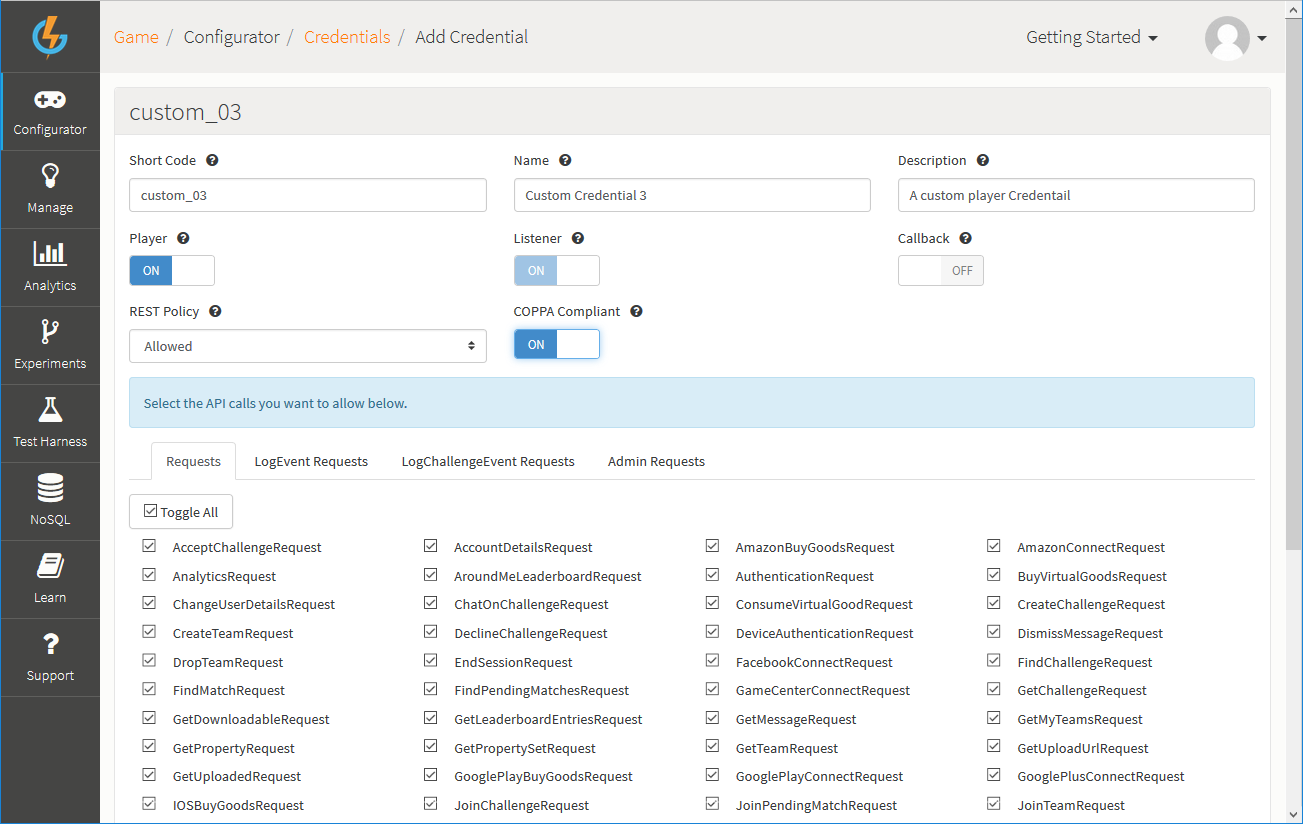 Game / Configurator / Credentials / Add Credential
Getting Started
Configurator
Manage
Analytics
Experiments
Test Harness
NoSQL
Learn
Support
custom_03
Short Code
Name
Description
custom_03
Custom Credential 3
A custom player Credentail
Player
Listener
Callback
ON
ON
OFF
REST Policy
COPPA Compliant
Allowed
ON
Select the API calls you want to allow below.
Requests
LogEvent Requests
LogChallengeEvent Requests
Admin Requests
Toggle All
AcceptChallengeRequest
AccountDetailsRequest
AmazonBuyGoodsRequest
AmazonConnectRequest
AnalyticsRequest
AroundMeLeaderboardRequest
AuthenticationRequest
BuyVirtualGoodsRequest
ChangeUserDetailsRequest
ChatOnChallengeRequest
ConsumeVirtualGoodRequest
CreateChallengeRequest
CreateTeamRequest
DeclineChallengeRequest
DeviceAuthenticationRequest
DismissMessageRequest
DropTeamRequest
EndSessionRequest
FacebookConnectRequest
FindChallengeRequest
FindMatchRequest
FindPendingMatchesRequest
GameCenterConnectRequest
GetChallengeRequest
GetDownloadableRequest
GetLeaderboardEntriesRequest
GetMessageRequest
GetMyTeamsRequest
GetPropertyRequest
GetPropertySetRequest
GetTeamRequest
GetUploadUrlRequest
GetUploadedRequest
GooglePlayBuyGoodsRequest
GooglePlayConnectRequest
GooglePlusConnectRequest
IOSBuyGoodsRequest
JoinChallengeRequest
JoinPendingMatchRequest
JoinTeamRequest